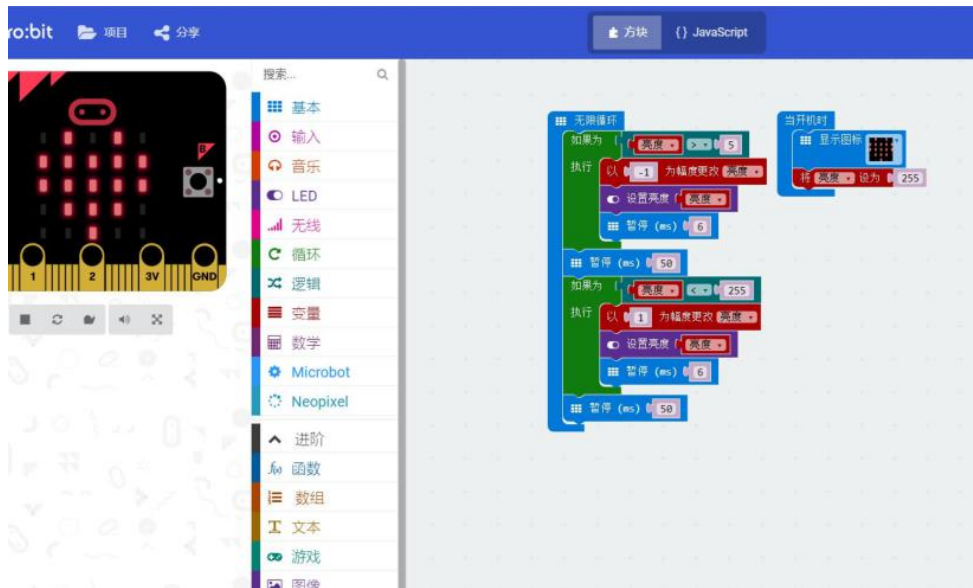 ro:bit
项目
分享
方块
{} JavaScript
搜索...
B
1
2
3V
GND
基本
输入
音乐
LED
无线
循环
逻辑
变量
数学
Microbot
Neopixel
进阶
函数
数组
文本
游戏
图像
无限循环
如果为 亮度 > 5
执行 以 -1 为幅度更改 亮度
设置亮度 亮度
暂停 (ms) 6
暂停 (ms) 50
如果为 亮度 < 255
执行 以 1 为幅度更改 亮度
设置亮度 亮度
暂停 (ms) 6
暂停 (ms) 50
当开机时
显示图标
将 亮度 设为 255